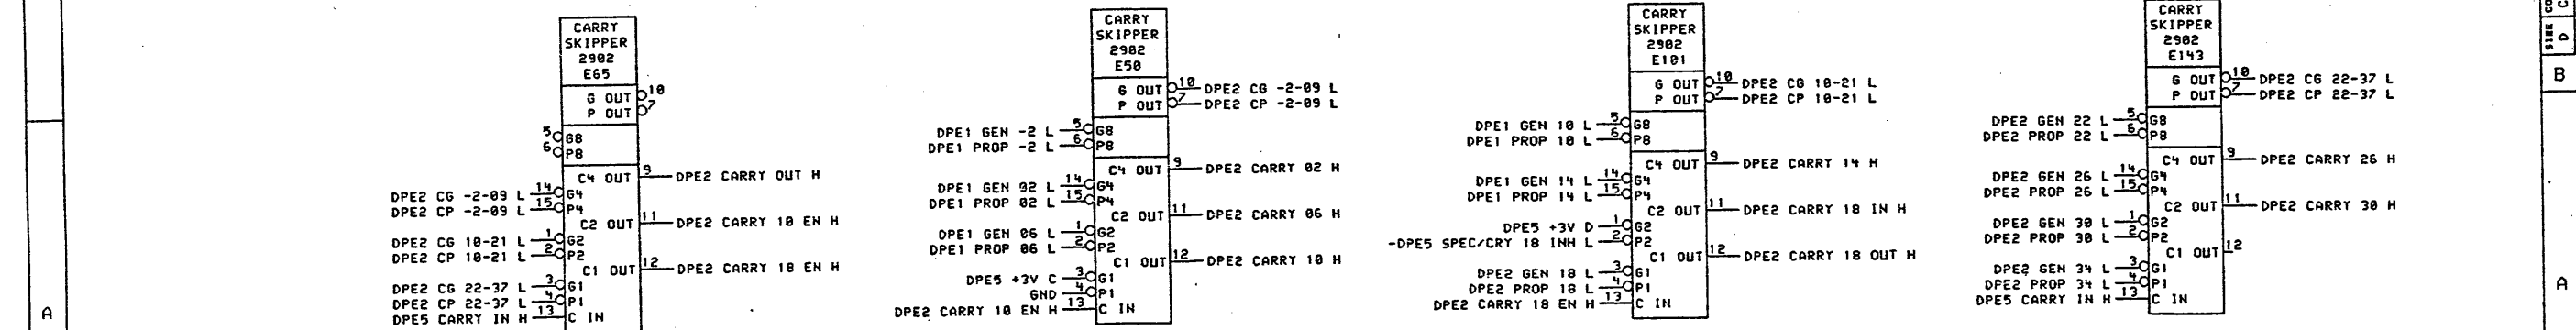 CARRY
SKIPPER
2902
E65
G OUT 10
P OUT 7
5 G8
6 P8
C4 OUT 9 DPE2 CARRY OUT H
DPE2 CG -2-09 L 14 G4
DPE2 CP -2-09 L 15 P4
C2 OUT 11 DPE2 CARRY 10 EN H
DPE2 CG 10-21 L 1 G2
DPE2 CP 10-21 L 2 P2
C1 OUT 12 DPE2 CARRY 18 EN H
DPE2 CG 22-37 L 3 G1
DPE2 CP 22-37 L 4 P1
DPE5 CARRY IN H 13 C IN
CARRY
SKIPPER
2902
E50
G OUT 10 DPE2 CG -2-09 L
P OUT 7 DPE2 CP -2-09 L
DPE1 GEN -2 L 5 G8
DPE1 PROP -2 L 6 P8
C4 OUT 9 DPE2 CARRY 02 H
DPE1 GEN 02 L 14 G4
DPE1 PROP 02 L 15 P4
C2 OUT 11 DPE2 CARRY 06 H
DPE1 GEN 06 L 1 G2
DPE1 PROP 06 L 2 P2
C1 OUT 12 DPE2 CARRY 10 H
DPE5 +3V C 3 G1
GND 4 P1
DPE2 CARRY 10 EN H 13 C IN
CARRY
SKIPPER
2902
E101
G OUT 10 DPE2 CG 10-21 L
P OUT 7 DPE2 CP 10-21 L
DPE1 GEN 10 L 5 G8
DPE1 PROP 10 L 6 P8
C4 OUT 9 DPE2 CARRY 14 H
DPE1 GEN 14 L 14 G4
DPE1 PROP 14 L 15 P4
C2 OUT 11 DPE2 CARRY 18 IN H
DPE5 +3V D 1 G2
-DPE5 SPEC/CRY 18 INH L 2 P2
C1 OUT 12 DPE2 CARRY 18 OUT H
DPE2 GEN 18 L 3 G1
DPE2 PROP 18 L 4 P1
DPE2 CARRY 18 EN H 13 C IN
CARRY
SKIPPER
2902
E143
G OUT 10 DPE2 CG 22-37 L
P OUT 7 DPE2 CP 22-37 L
DPE2 GEN 22 L 5 G8
DPE2 PROP 22 L 6 P8
C4 OUT 9 DPE2 CARRY 26 H
DPE2 GEN 26 L 14 G4
DPE2 PROP 26 L 15 P4
C2 OUT 11 DPE2 CARRY 30 H
DPE2 GEN 30 L 1 G2
DPE2 PROP 30 L 2 P2
C1 OUT 12
DPE2 GEN 34 L 3 G1
DPE2 PROP 34 L 4 P1
DPE5 CARRY IN H 13 C IN
A
SIZE
D
B
A